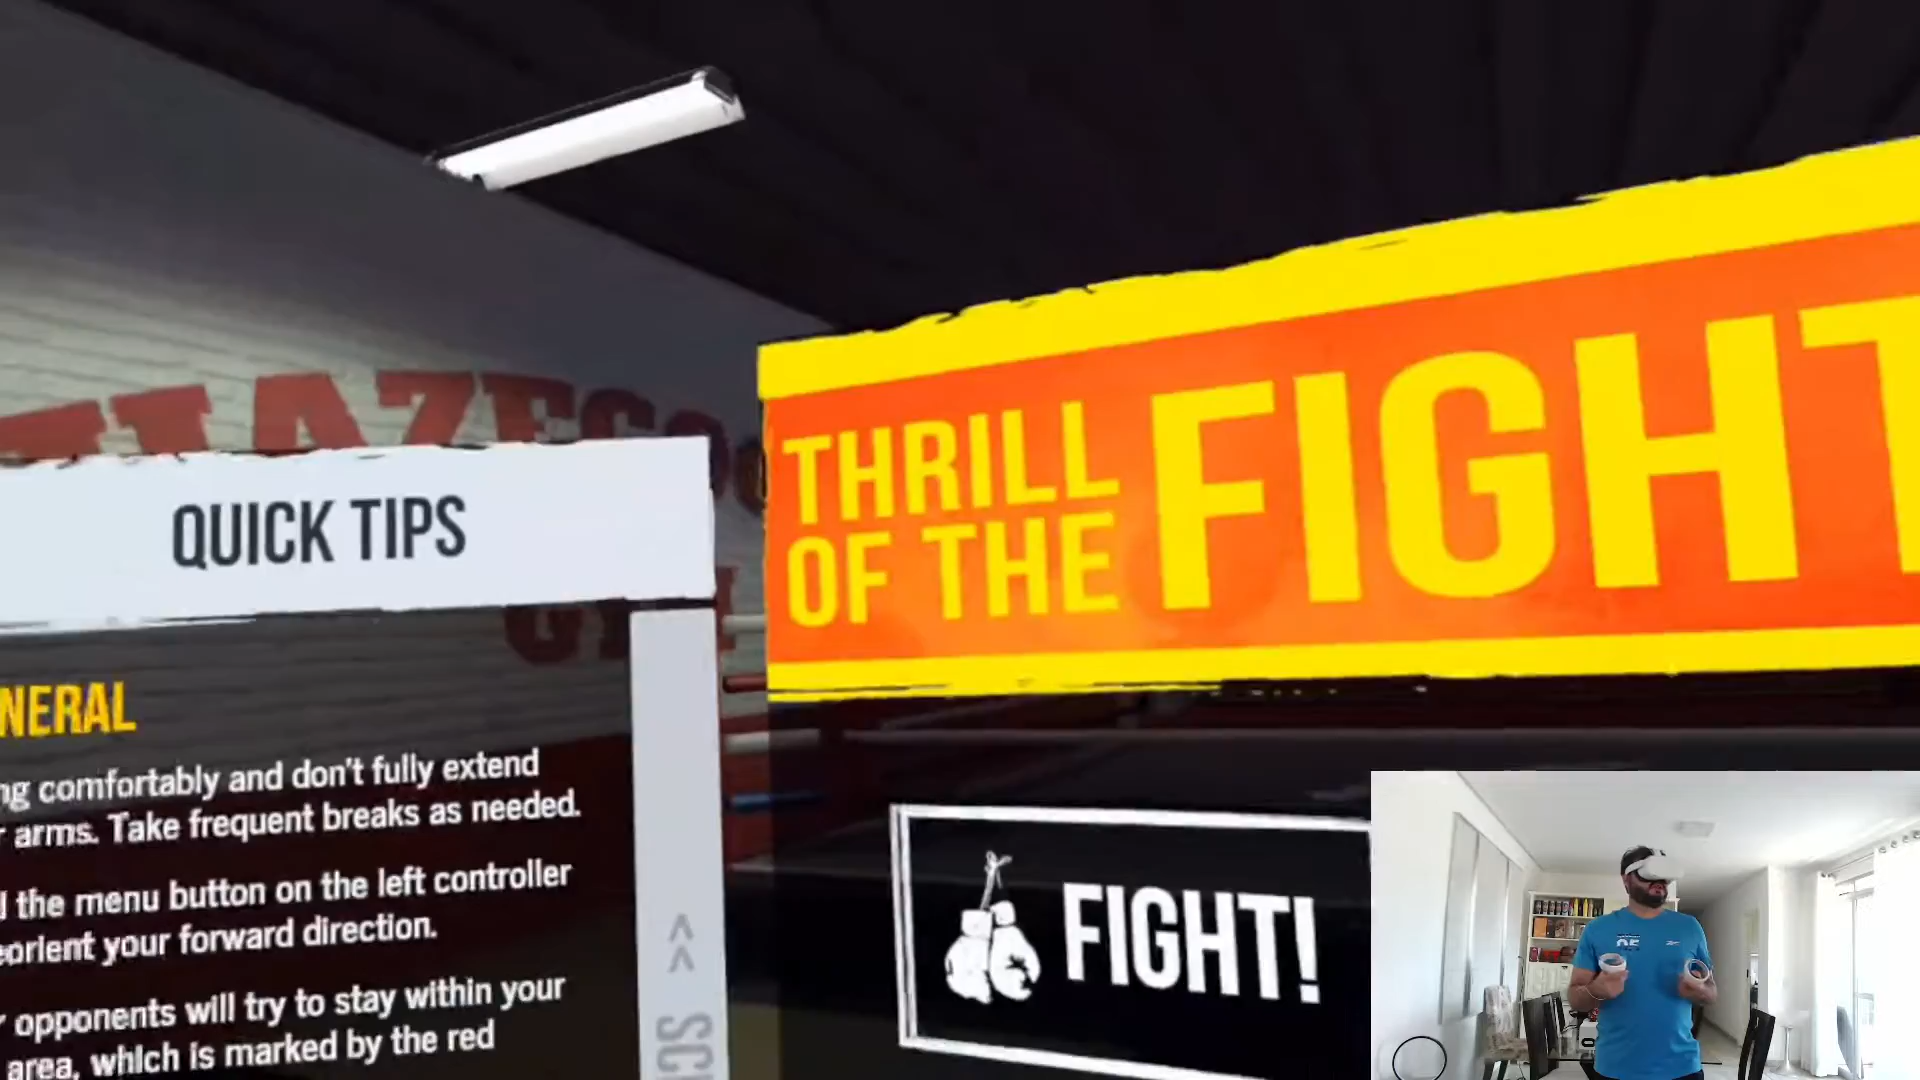 QUICK TIPS
NERAL
ng comfortably and don't fully extend
r arms. Take frequent breaks as needed.
the menu button on the left controller
eorient your forward direction.
r opponents will try to stay within your
area, which is marked by the red
THRILL
OF THE
FIGHT
FIGHT!